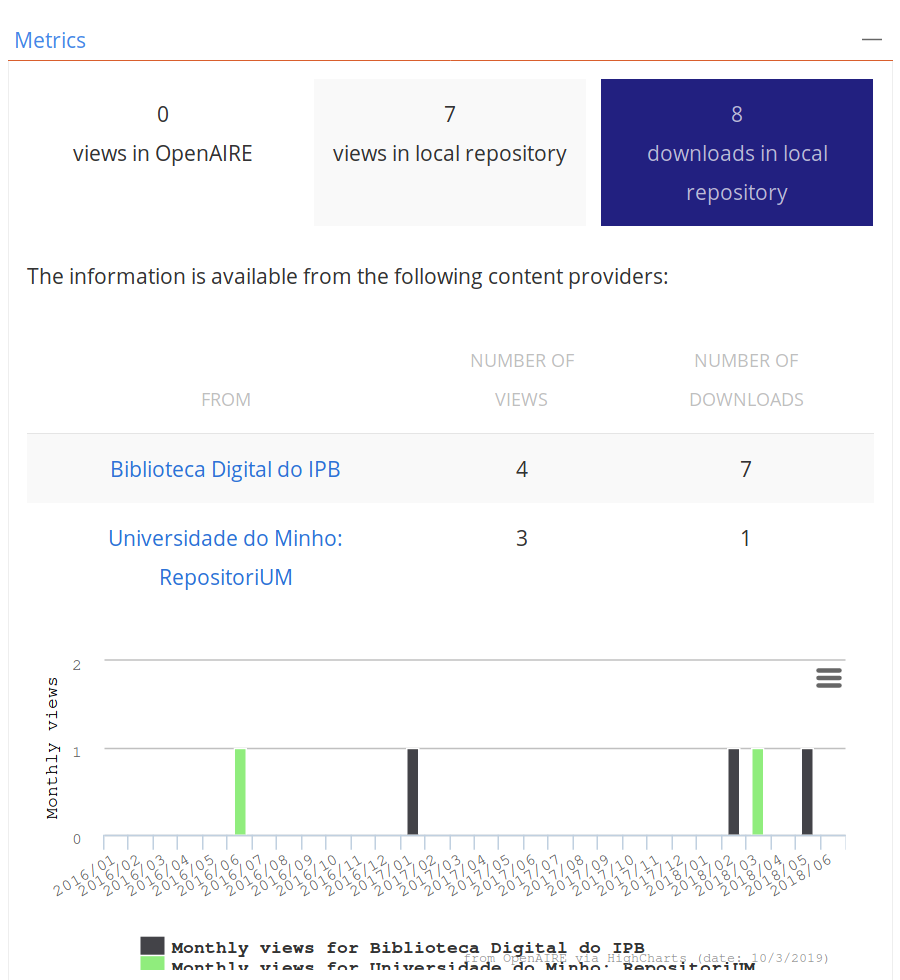 Metrics
0
views in OpenAIRE
7
views in local repository
8
downloads in local
repository
The information is available from the following content providers:
FROM
NUMBER OF
VIEWS
NUMBER OF
DOWNLOADS
Biblioteca Digital do IPB
4
7
Universidade do Minho:
RepositoriUM
3
1
Monthly views
2
1
0
2016/01
2016/02
2016/03
2016/04
2016/05
2016/06
2016/07
2016/08
2016/09
2016/10
2016/11
2016/12
2017/01
2017/02
2017/03
2017/04
2017/05
2017/06
2017/07
2017/08
2017/09
2017/10
2017/11
2017/12
2018/01
2018/02
2018/03
2018/04
2018/05
2018/06
Monthly views for Biblioteca Digital do IPB
from OpenAIRE via HighCharts (date: 10/3/2019)
Monthly views for Universidade do Minho: RepositoriUM